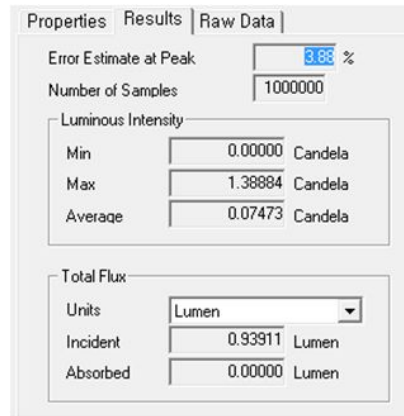 Properties Results Raw Data
Error Estimate at Peak 3.88 %
Number of Samples 1000000
Luminous Intensity
Min 0.00000 Candela
Max 1.38884 Candela
Average 0.07473 Candela
Total Flux
Units Lumen
Incident 0.93911 Lumen
Absorbed 0.00000 Lumen